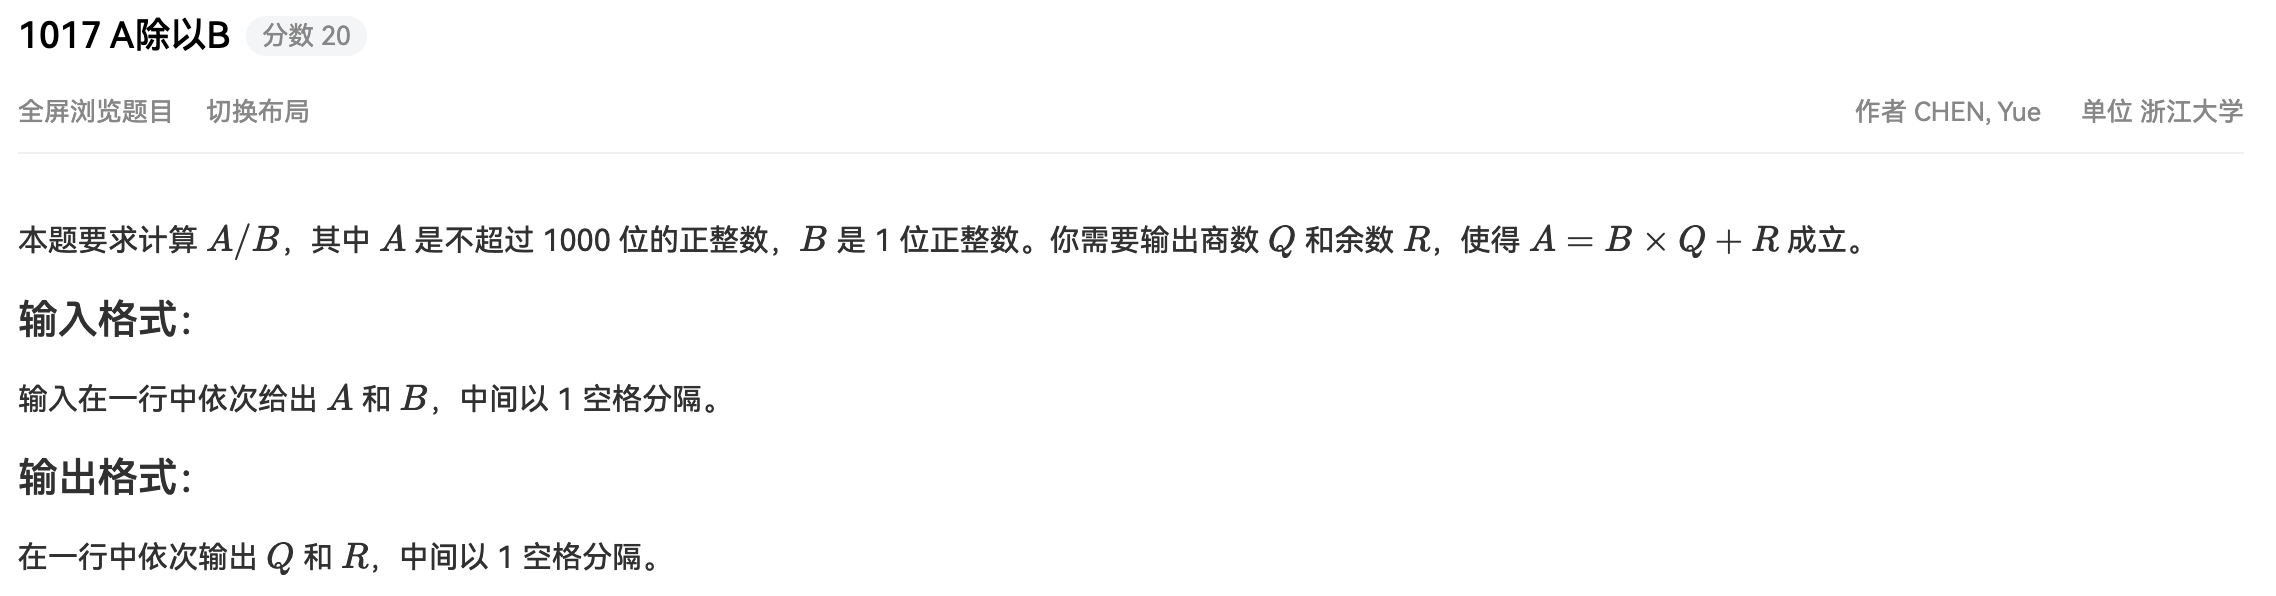 1017 A除以B 分数 20
全屏浏览题目 切换布局 作者 CHEN, Yue 单位 浙江大学
本题要求计算 A/B，其中 A 是不超过 1000 位的正整数，B 是 1 位正整数。你需要输出商数 Q 和余数 R，使得 A = B × Q + R 成立。
输入格式：
输入在一行中依次给出 A 和 B，中间以 1 空格分隔。
输出格式：
在一行中依次输出 Q 和 R，中间以 1 空格分隔。